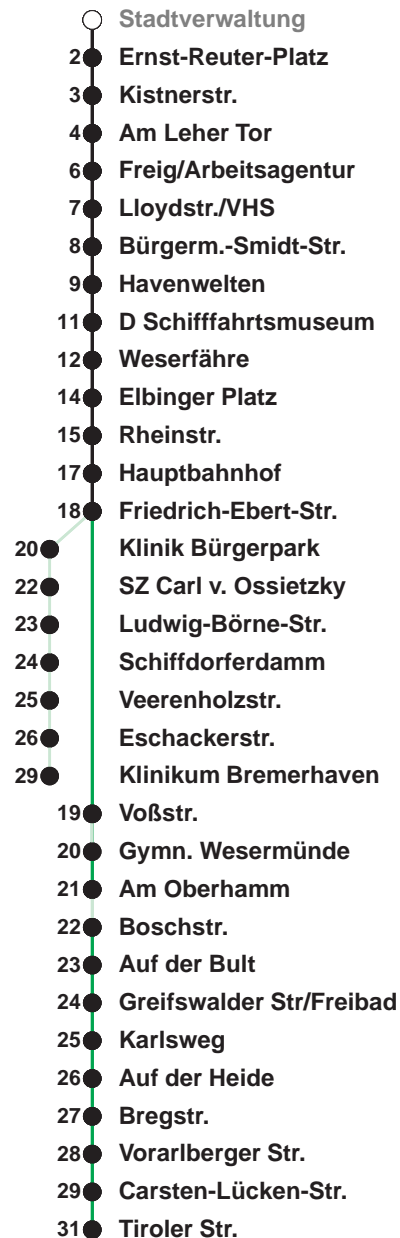 Stadtverwaltung
2 Ernst-Reuter-Platz
3 Kistnerstr.
4 Am Leher Tor
6 Freig/Arbeitsagentur
7 Lloydstr./VHS
8 Bürgerm.-Smidt-Str.
9 Havenwelten
11 D Schifffahrtsmuseum
12 Weserfähre
14 Elbinger Platz
15 Rheinstr.
17 Hauptbahnhof
18 Friedrich-Ebert-Str.
20 Klinik Bürgerpark
22 SZ Carl v. Ossietzky
23 Ludwig-Börne-Str.
24 Schiffdorferdamm
25 Veerenholzstr.
26 Eschackerstr.
29 Klinikum Bremerhaven
19 Voßstr.
20 Gymn. Wesermünde
21 Am Oberhamm
22 Boschstr.
23 Auf der Bult
24 Greifswalder Str/Freibad
25 Karlsweg
26 Auf der Heide
27 Bregstr.
28 Vorarlberger Str.
29 Carsten-Lücken-Str.
31 Tiroler Str.